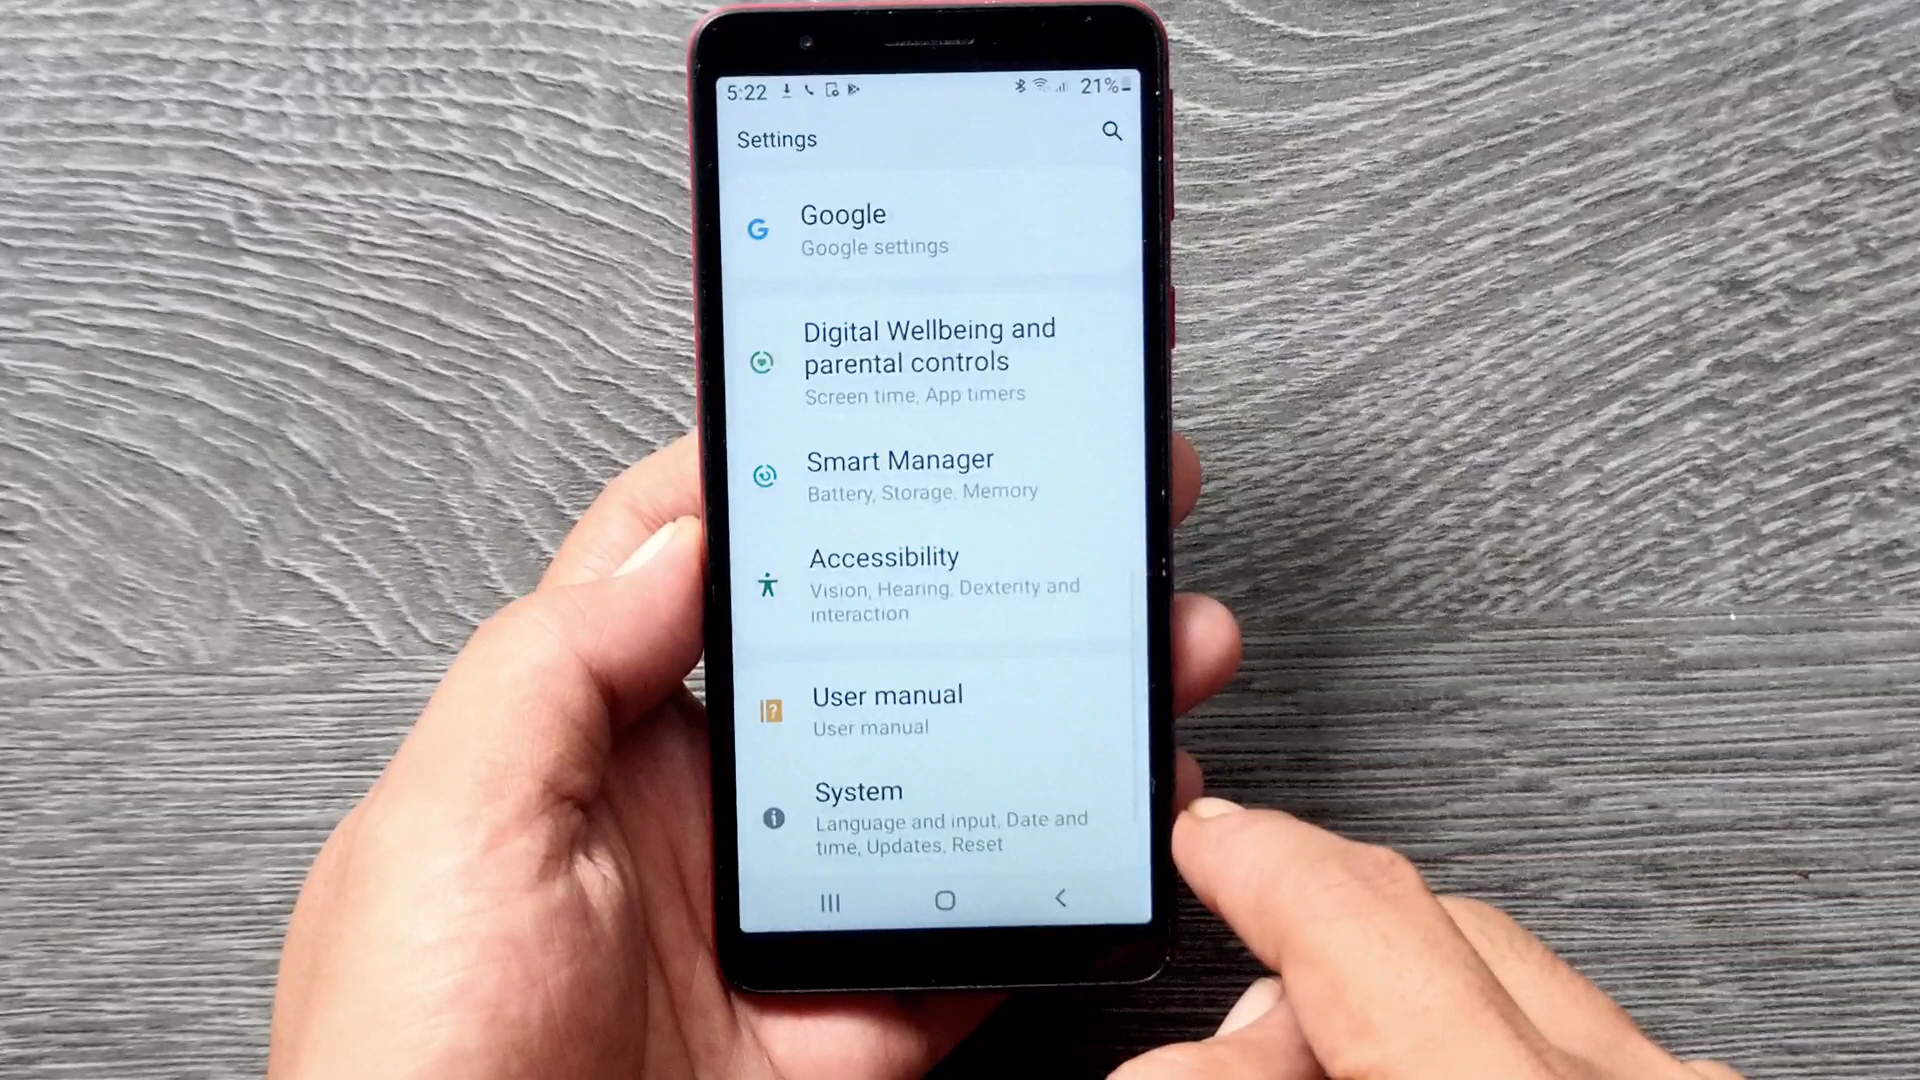 5:22 21%
Settings
Google
Google settings
Digital Wellbeing and
parental controls
Screen time, App timers
Smart Manager
Battery, Storage, Memory
Accessibility
Vision, Hearing, Dexterity and
interaction
User manual
User manual
System
Language and input, Date and
time, Updates, Reset